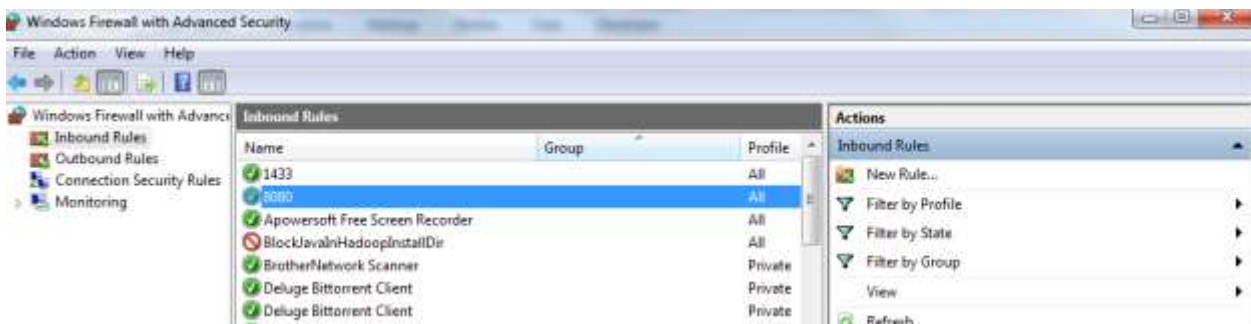 Windows Firewall with Advanced Security
File Action View Help
Windows Firewall with Advance
Inbound Rules
Outbound Rules
Connection Security Rules
Monitoring
Inbound Rules
Name Group Profile
1433 All
8080 All
Apowersoft Free Screen Recorder All
BlockJavaInHadoopInstallDir All
BrotherNetwork Scanner Private
Deluge Bittorrent Client Private
Deluge Bittorrent Client Private
Actions
Inbound Rules
New Rule...
Filter by Profile
Filter by State
Filter by Group
View
Refresh